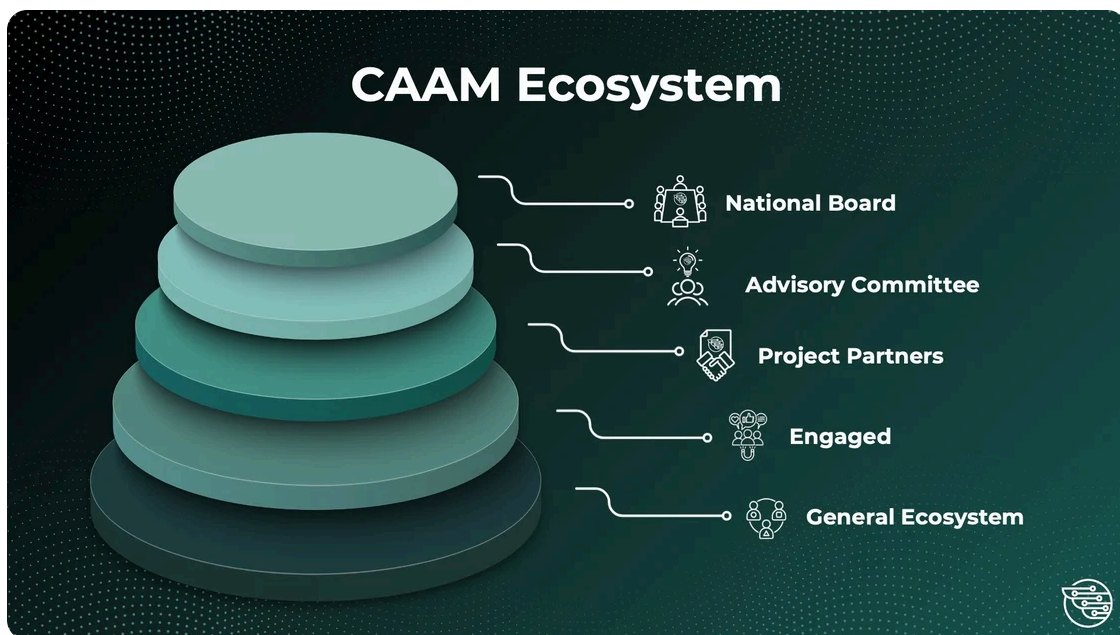 CAAM Ecosystem
National Board
Advisory Committee
Project Partners
Engaged
General Ecosystem